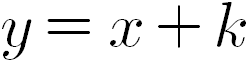 y = x + k